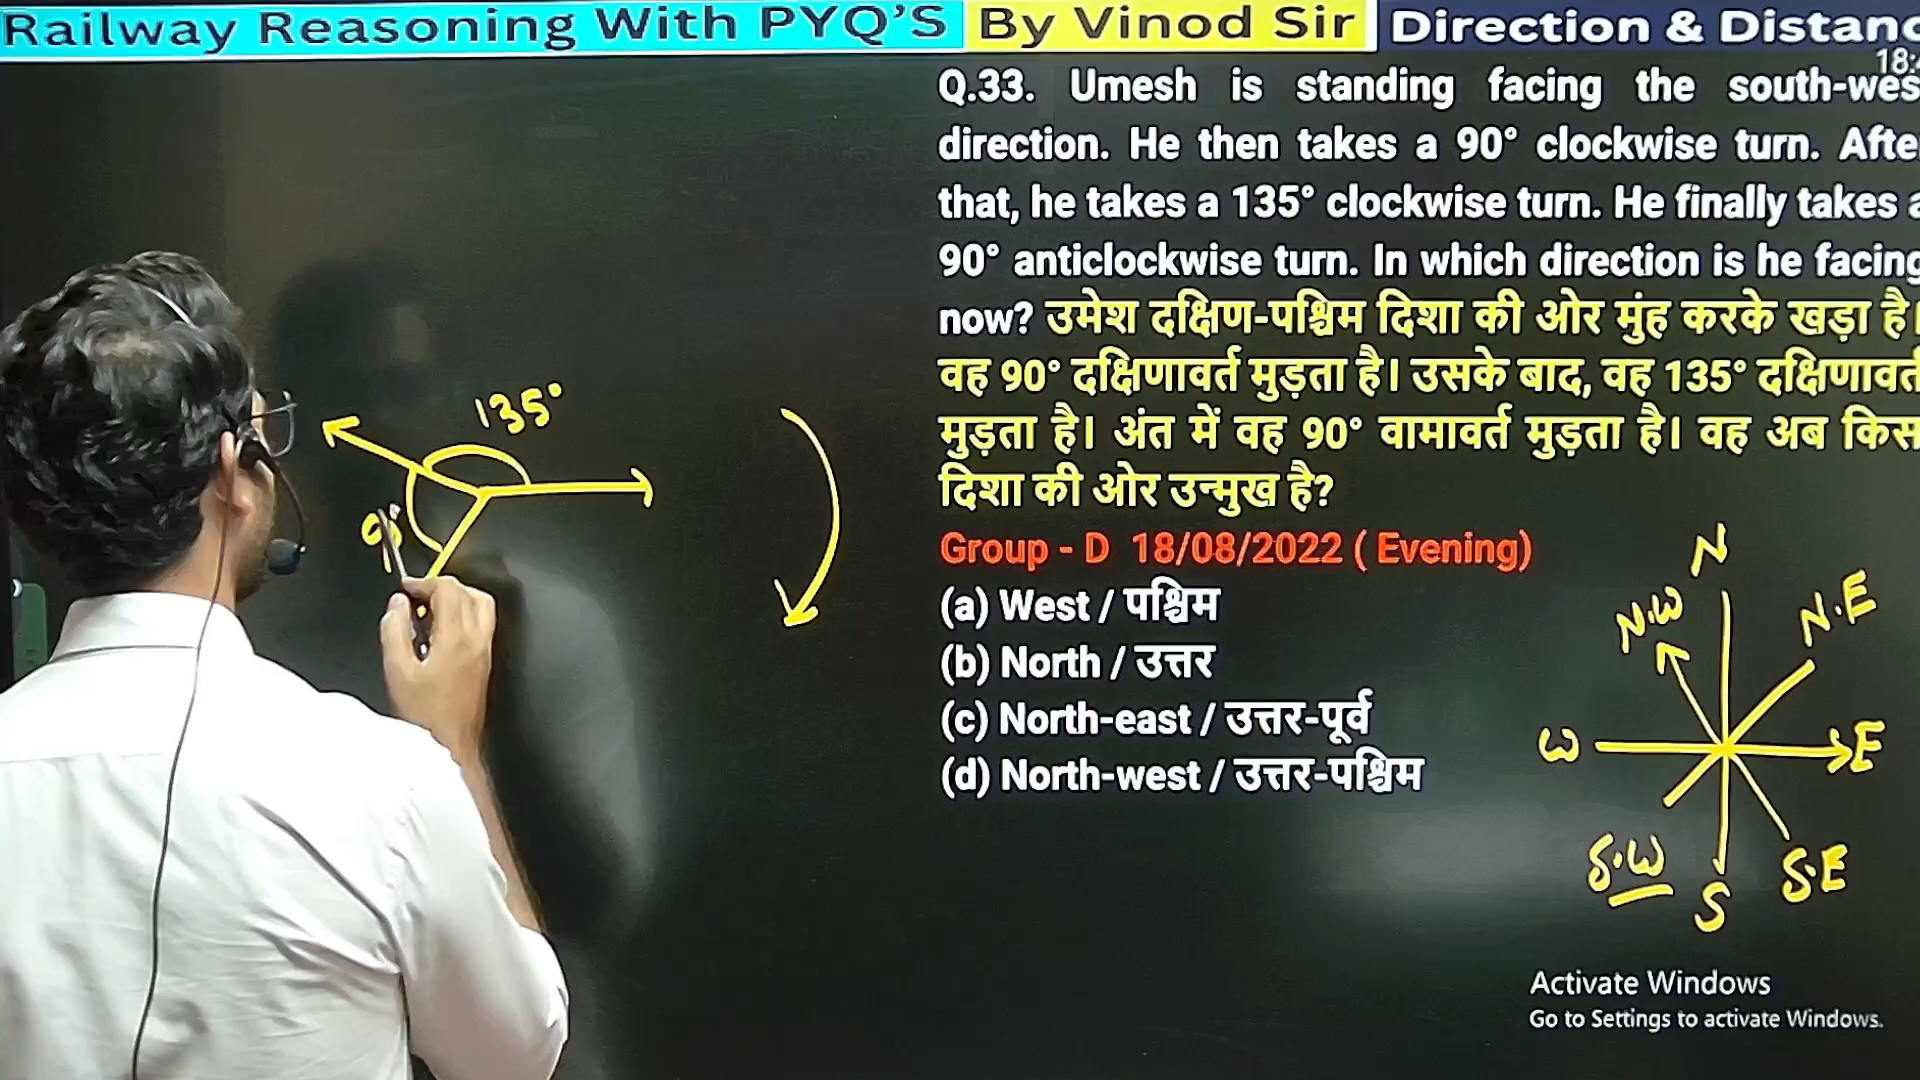 Railway Reasoning With PYQ'S By Vinod Sir Direction & Distanc
18:
Q.33. Umesh is standing facing the south-wes
direction. He then takes a 90° clockwise turn. Afte
that, he takes a 135° clockwise turn. He finally takes a
90° anticlockwise turn. In which direction is he facing
now? उमेश दक्षिण-पश्चिम दिशा की ओर मुंह करके खड़ा है।
वह 90° दक्षिणावर्त मुड़ता है। उसके बाद, वह 135° दक्षिणावर्त
मुड़ता है। अंत में वह 90° वामावर्त मुड़ता है। वह अब किस
दिशा की ओर उन्मुख है?
Group - D 18/08/2022 ( Evening)
(a) West / पश्चिम
(b) North / उत्तर
(c) North-east / उत्तर-पूर्व
(d) North-west / उत्तर-पश्चिम
135°
N
N.W N.E
W E
S.W S S.E
Activate Windows
Go to Settings to activate Windows.